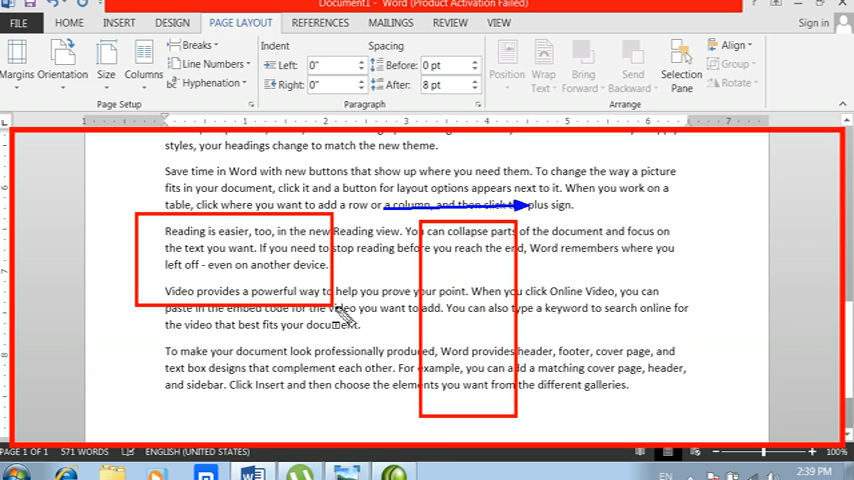 Document1 - Word (Product Activation Failed)
FILE HOME INSERT DESIGN PAGE LAYOUT REFERENCES MAILINGS REVIEW VIEW Sign in
Margins Orientation Size Columns Breaks Line Numbers Hyphenation
Indent Spacing
Left: 0" Before: 0 pt
Right: 0" After: 8 pt
Position Wrap Text Bring Forward Send Backward Selection Pane Align Group Rotate
Page Setup Paragraph Arrange
styles, your headings change to match the new theme.
Save time in Word with new buttons that show up where you need them. To change the way a picture
fits in your document, click it and a button for layout options appears next to it. When you work on a
table, click where you want to add a row or a column, and then click the plus sign.
Reading is easier, too, in the new Reading view. You can collapse parts of the document and focus on
the text you want. If you need to stop reading before you reach the end, Word remembers where you
left off - even on another device.
Video provides a powerful way to help you prove your point. When you click Online Video, you can
paste in the embed code for the video you want to add. You can also type a keyword to search online for
the video that best fits your document.
To make your document look professionally produced, Word provides header, footer, cover page, and
text box designs that complement each other. For example, you can add a matching cover page, header,
and sidebar. Click Insert and then choose the elements you want from the different galleries.
PAGE 1 OF 1 571 WORDS ENGLISH (UNITED STATES) 100%
EN 2:39 PM